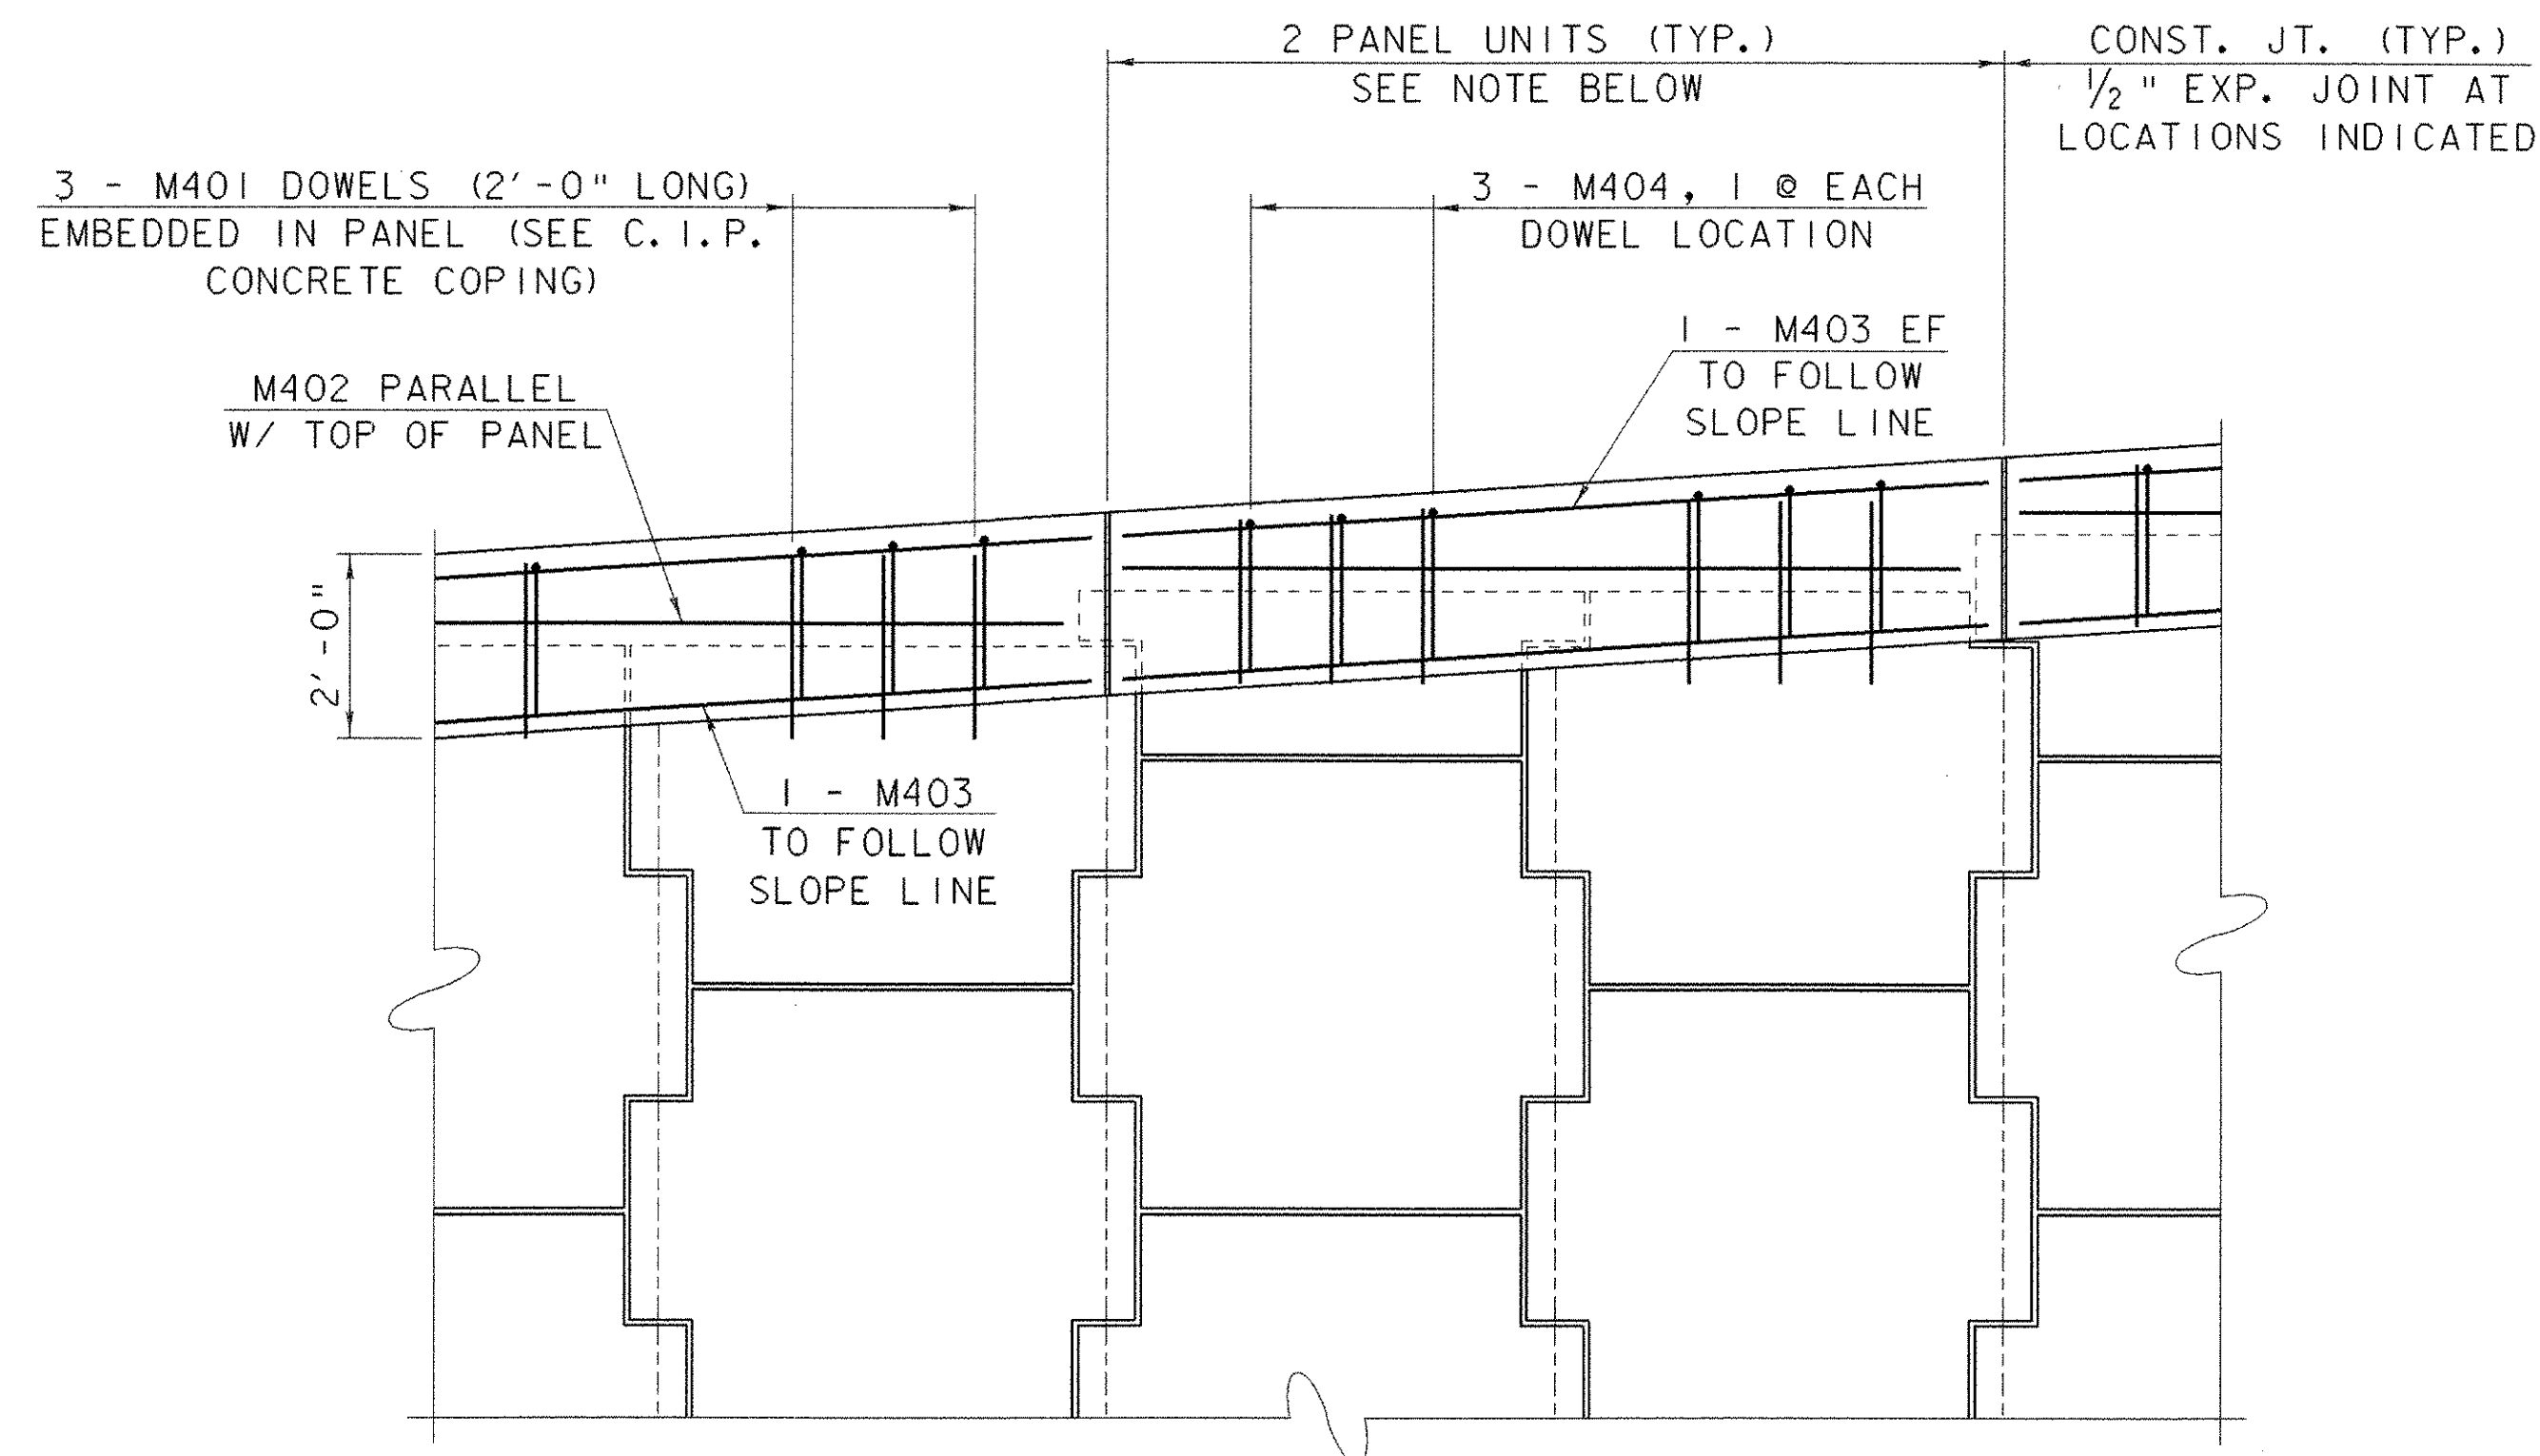 2 PANEL UNITS (TYP.)
SEE NOTE BELOW
CONST. JT. (TYP.)
1/2" EXP. JOINT AT
LOCATIONS INDICATED
3 - M401 DOWELS (2'-0" LONG)
EMBEDDED IN PANEL (SEE C.I.P.
CONCRETE COPING)
3 - M404, 1 @ EACH
DOWEL LOCATION
1 - M403 EF
TO FOLLOW
SLOPE LINE
M402 PARALLEL
W/ TOP OF PANEL
2'-0"
1 - M403
TO FOLLOW
SLOPE LINE